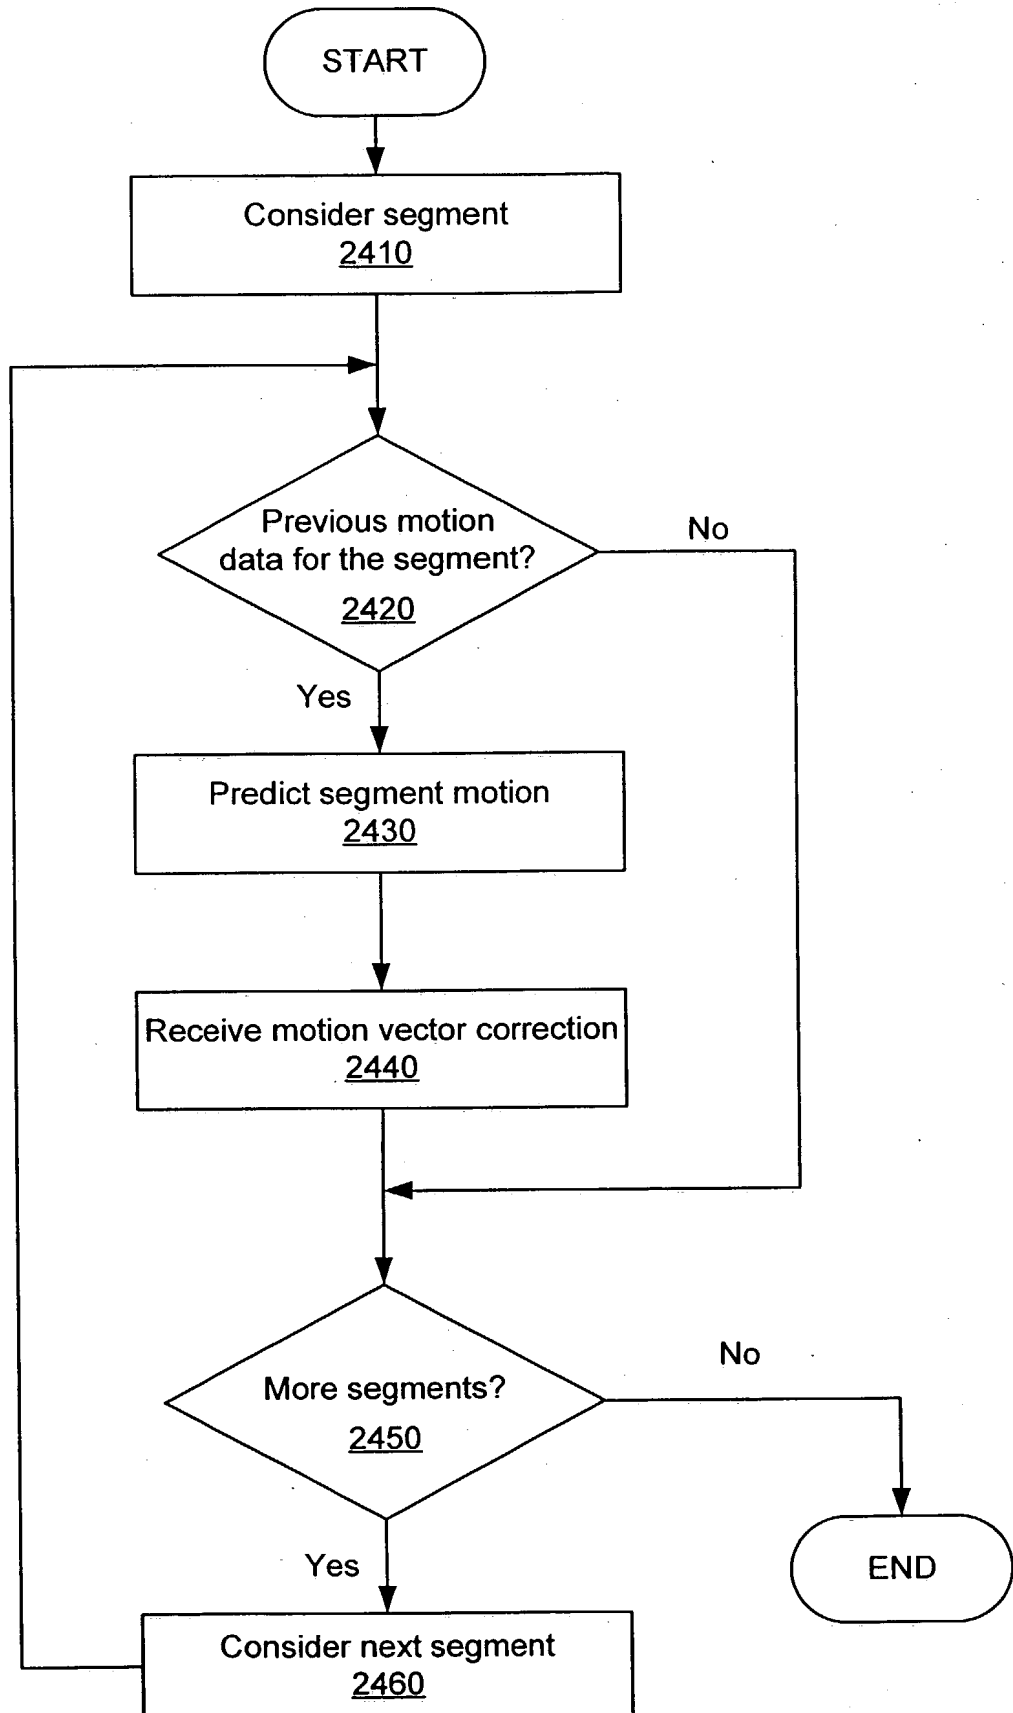 START
Consider segment
2410
Previous motion
data for the segment?
2420
No
Yes
Predict segment motion
2430
Receive motion vector correction
2440
More segments?
2450
No
Yes
END
Consider next segment
2460